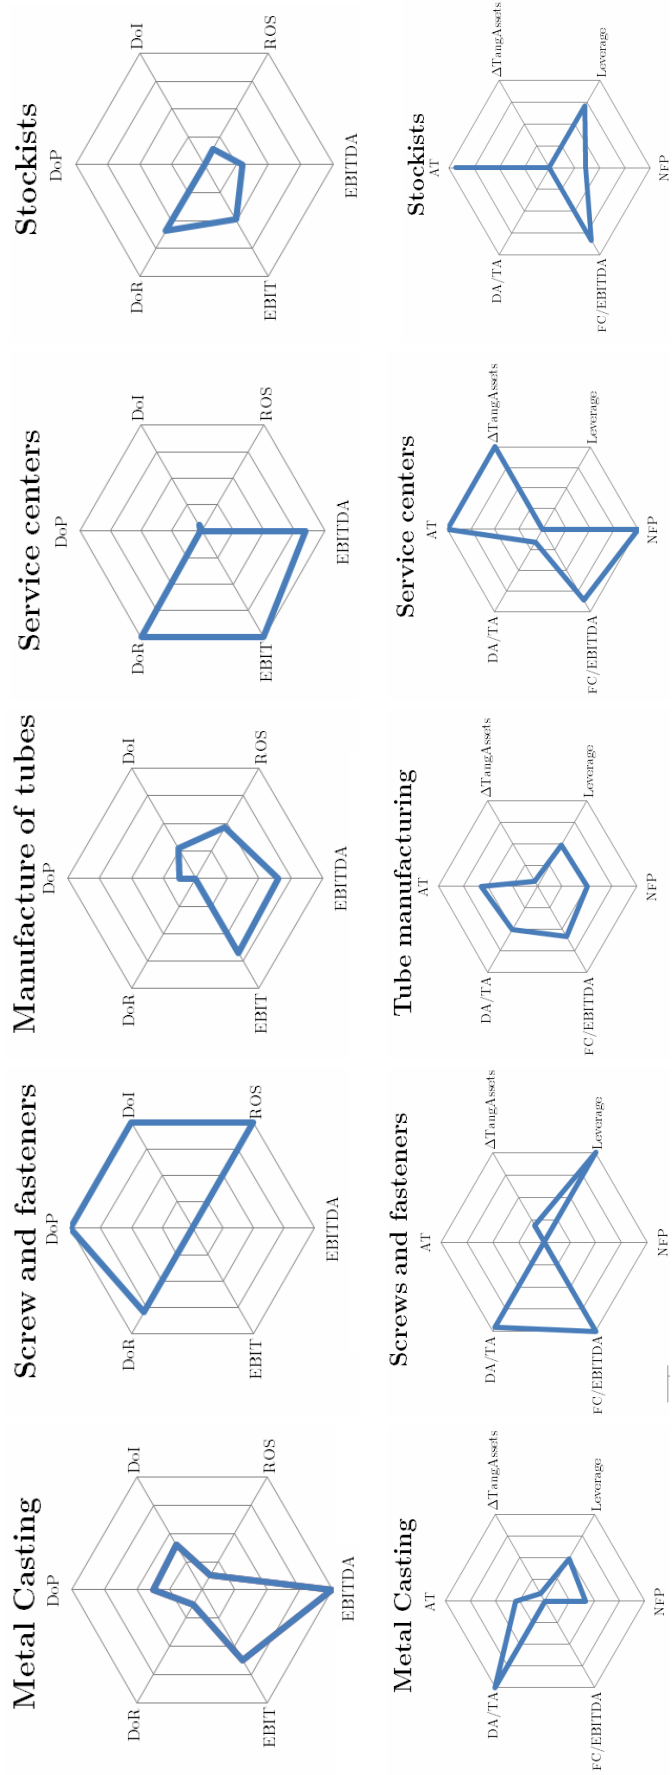 Stockists
DoP
DoI
ROS
EBITDA
EBIT
DoR
Stockists
AT
ΔTangAssets
Leverage
NFP
FC/EBITDA
DA/TA
Service centers
DoP
DoI
ROS
EBITDA
EBIT
DoR
Service centers
AT
ΔTangAssets
Leverage
NFP
FC/EBITDA
DA/TA
Manufacture of tubes
DoP
DoI
ROS
EBITDA
EBIT
DoR
Tube manufacturing
AT
ΔTangAssets
Leverage
NFP
FC/EBITDA
DA/TA
Screw and fasteners
DoP
DoI
ROS
EBITDA
EBIT
DoR
Screws and fasteners
AT
ΔTangAssets
Leverage
NFP
FC/EBITDA
DA/TA
Metal Casting
DoP
DoI
ROS
EBITDA
EBIT
DoR
Metal Casting
AT
ΔTangAssets
Leverage
NFP
FC/EBITDA
DA/TA